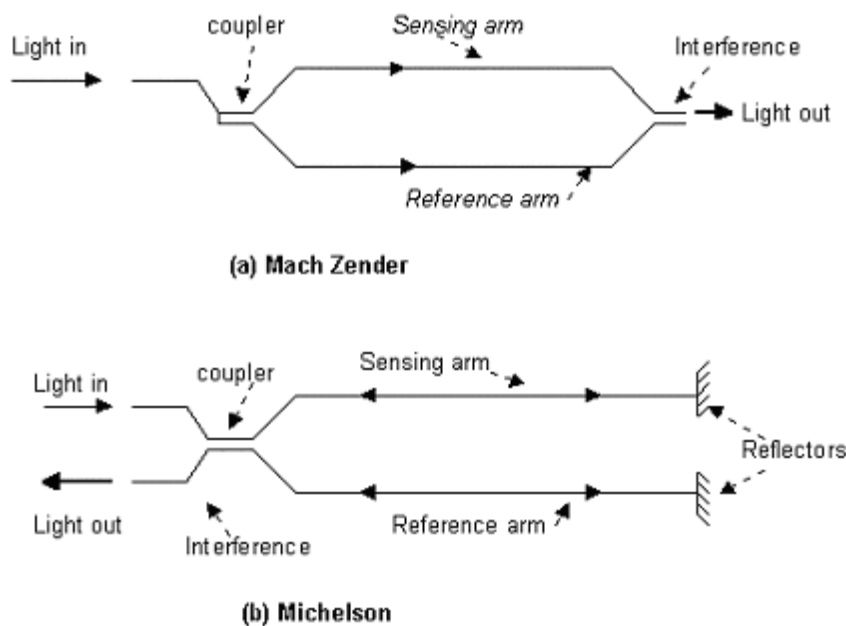 coupler
Sensing arm
Light in
Interference
Light out
Reference arm
(a) Mach Zender
Sensing arm
coupler
Light in
Reflectors
Light out
Reference arm
Interference
(b) Michelson